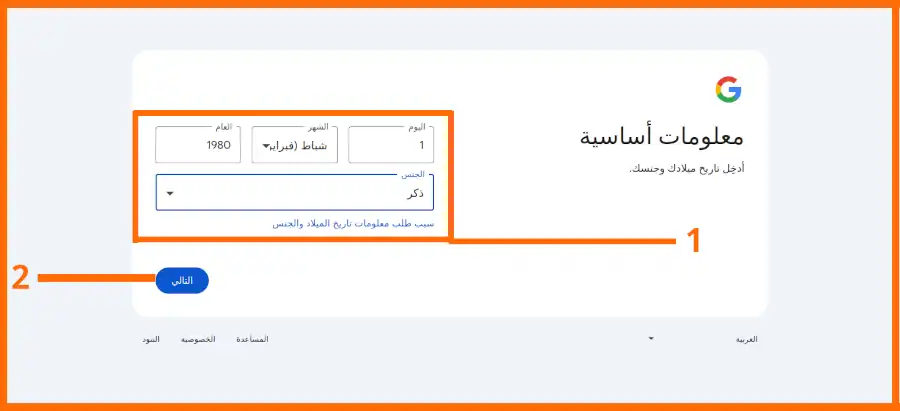 معلومات أساسية
أدخِل تاريخ ميلادك وجنسك.
اليوم
الشهر
العام
1
شباط (فبراير
1980
الجنس
ذكر
سبب طلب معلومات تاريخ الميلاد والجنس
1
2
التالي
العربية
المساعدة
الخصوصية
البنود